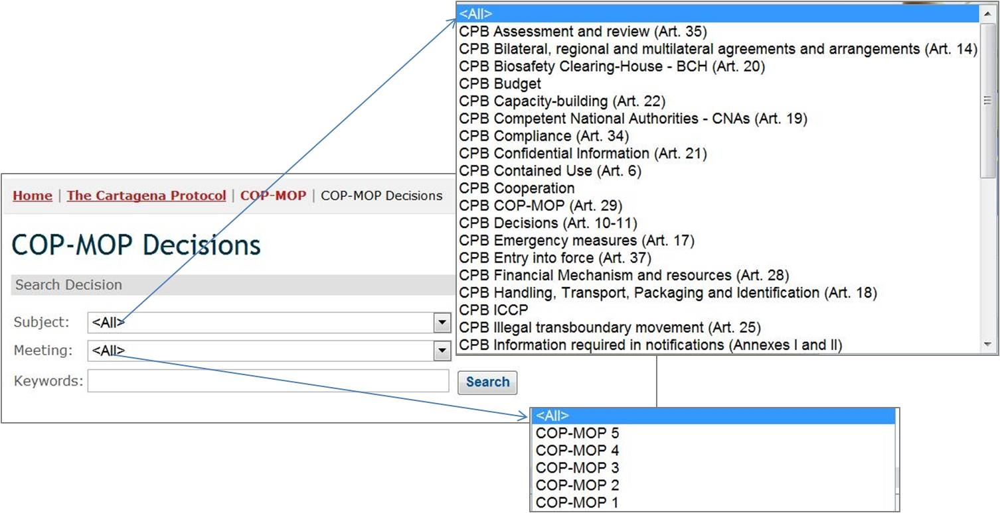 <All>
CPB Assessment and review (Art. 35)
CPB Bilateral, regional and multilateral agreements and arrangements (Art. 14)
CPB Biosafety Clearing-House - BCH (Art. 20)
CPB Budget
CPB Capacity-building (Art. 22)
CPB Competent National Authorities - CNAs (Art. 19)
CPB Compliance (Art. 34)
CPB Confidential Information (Art. 21)
CPB Contained Use (Art. 6)
CPB Cooperation
CPB COP-MOP (Art. 29)
CPB Decisions (Art. 10-11)
CPB Emergency measures (Art. 17)
CPB Entry into force (Art. 37)
CPB Financial Mechanism and resources (Art. 28)
CPB Handling, Transport, Packaging and Identification (Art. 18)
CPB ICCP
CPB Illegal transboundary movement (Art. 25)
CPB Information required in notifications (Annexes I and II)
Home | The Cartagena Protocol | COP-MOP | COP-MOP Decisions
COP-MOP Decisions
Search Decision
Subject: <All>
Meeting: <All>
Keywords: Search
<All>
COP-MOP 5
COP-MOP 4
COP-MOP 3
COP-MOP 2
COP-MOP 1